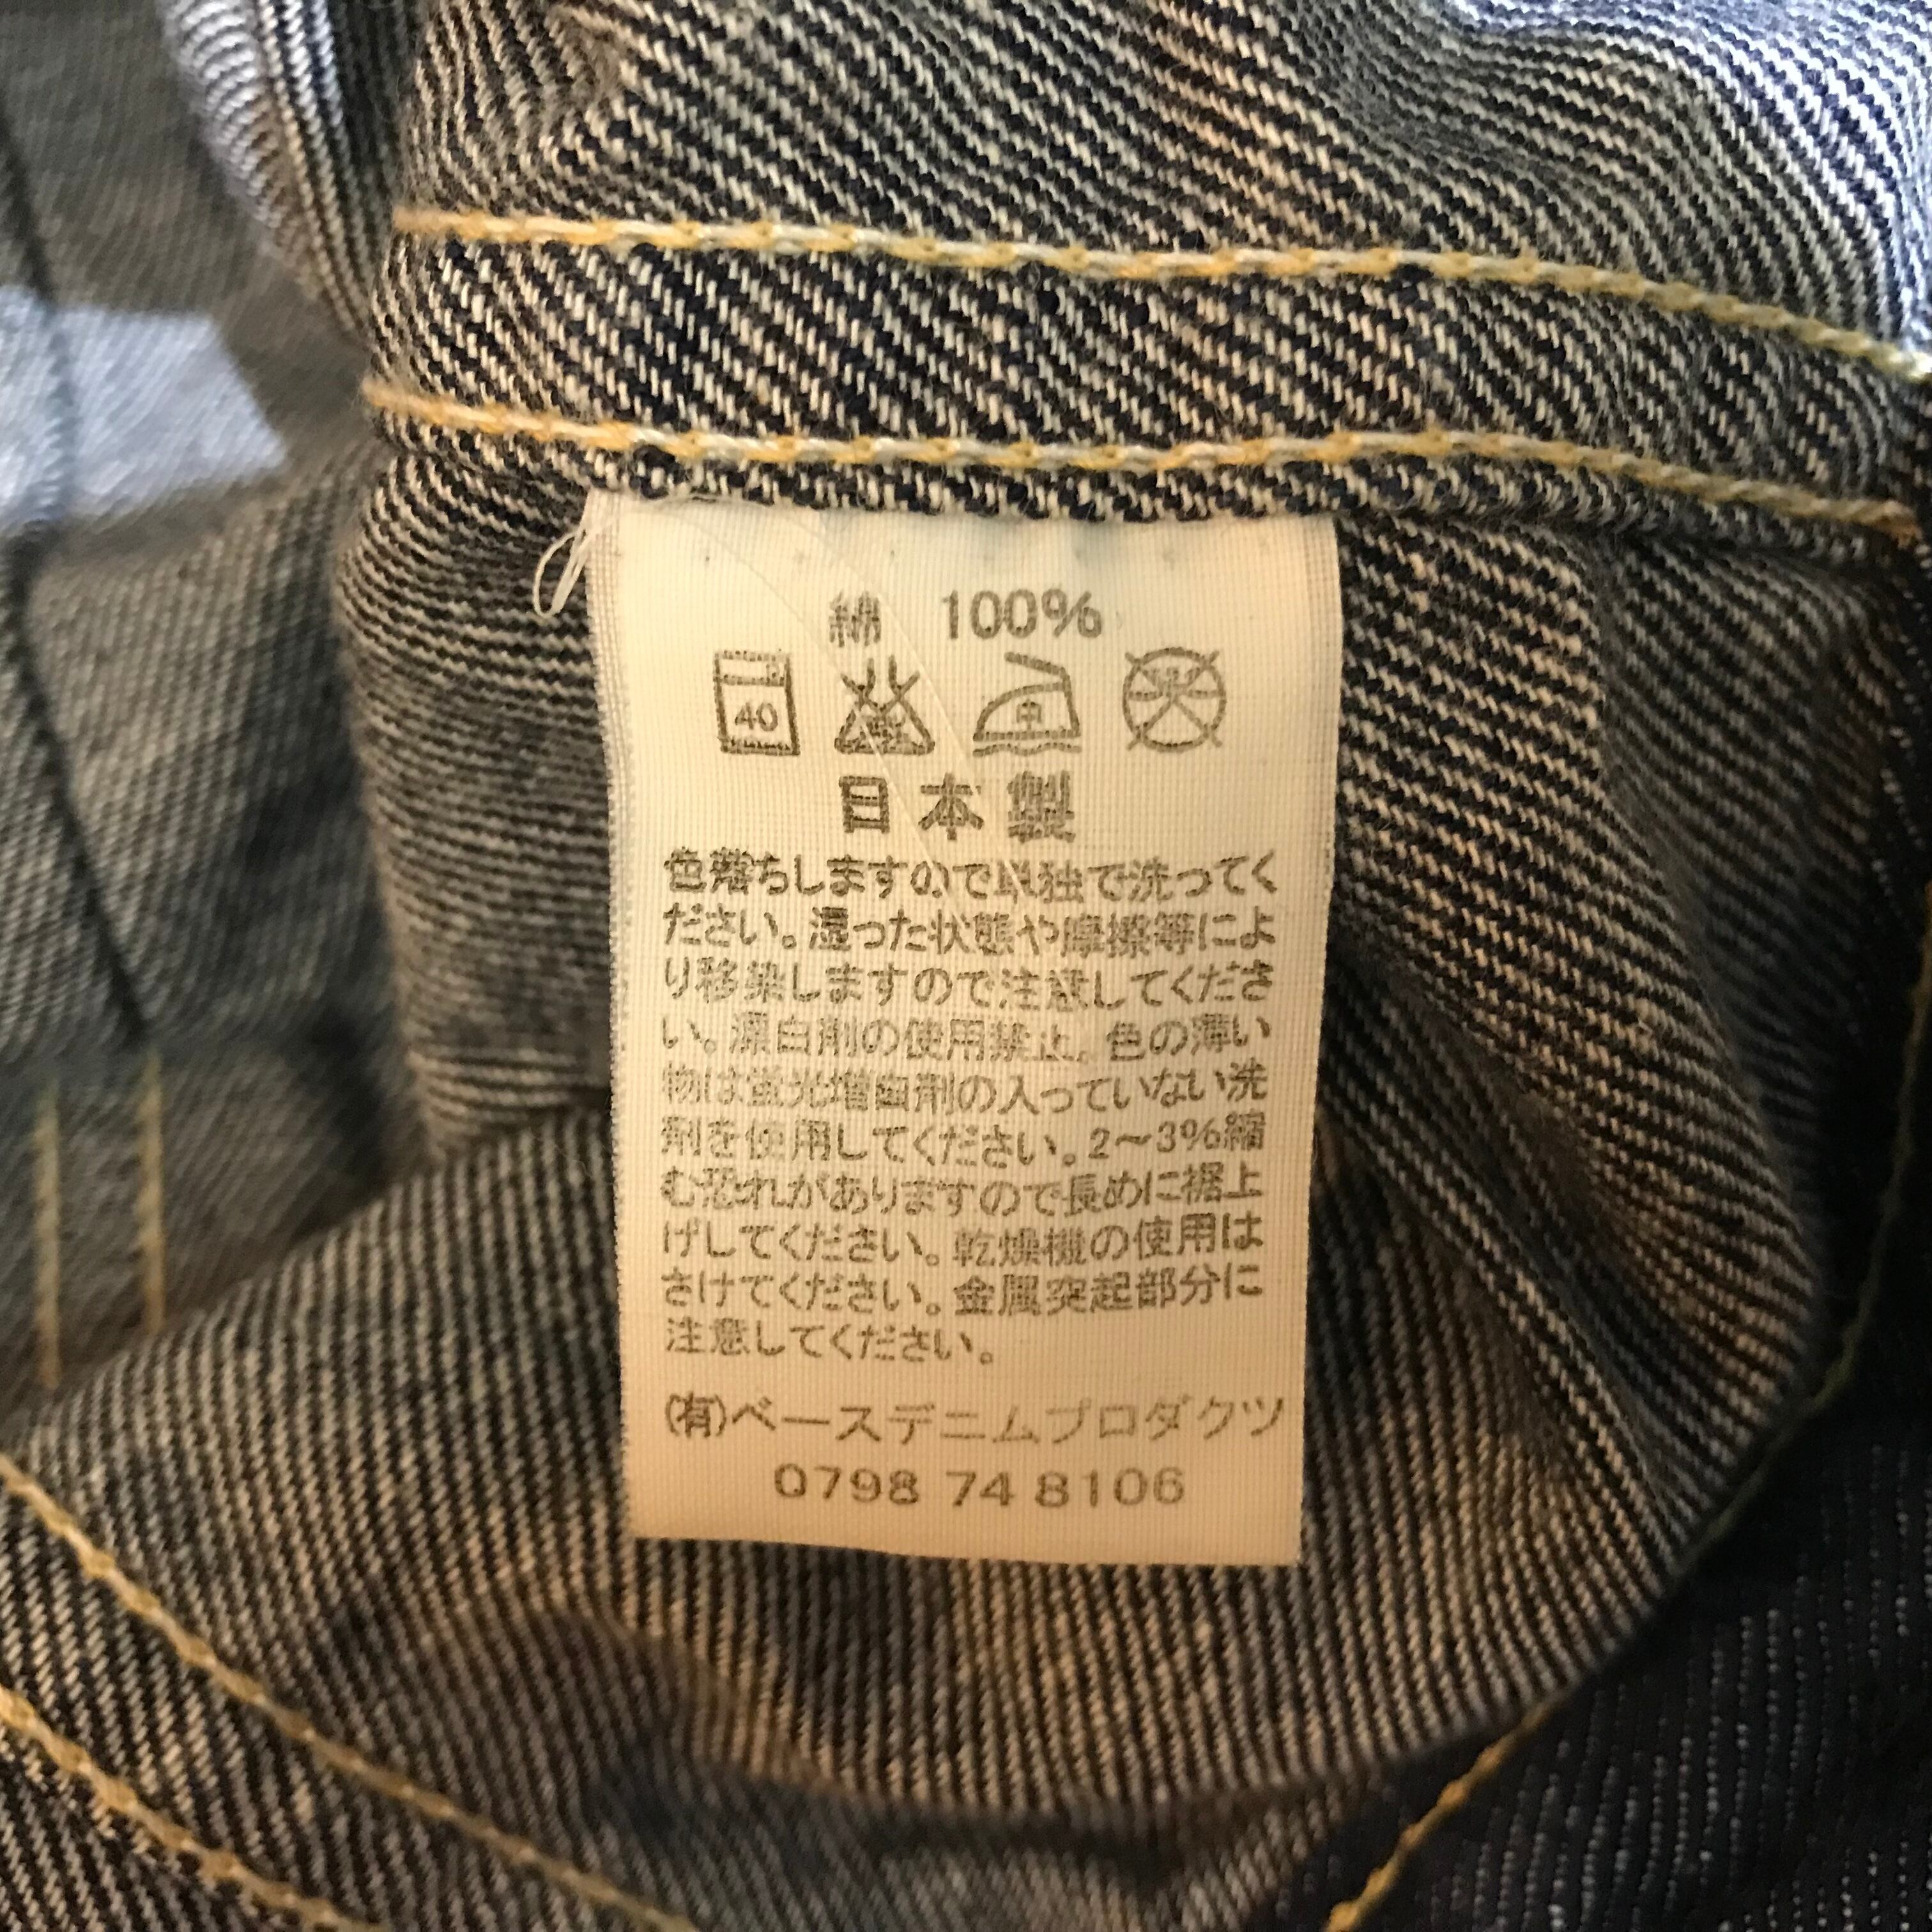 綿 100%
40 中
日本製
色落ちしますので単独で洗ってく
ださい。湿った状態や摩擦等によ
り移染しますので注意してくださ
い。漂白剤の使用禁止。色の薄い
物は蛍光増白剤の入っていない洗
剤を使用してください。2〜3%縮
む恐れがありますので長めに裾上
げしてください。乾燥機の使用は
さけてください。金属突起部分に
注意してください。
(有)ベースデニムプロダクツ
0798 74 8106